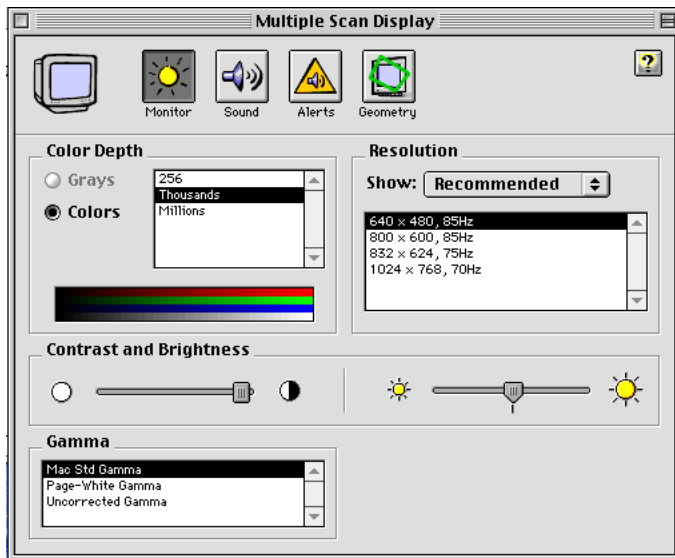 Multiple Scan Display
?
Monitor
Sound
Alerts
Geometry
Color Depth
Grays
Colors
256
Thousands
Millions
Resolution
Show: Recommended
640 × 480, 85Hz
800 × 600, 85Hz
832 × 624, 75Hz
1024 × 768, 70Hz
Contrast and Brightness
Gamma
Mac Std Gamma
Page-White Gamma
Uncorrected Gamma